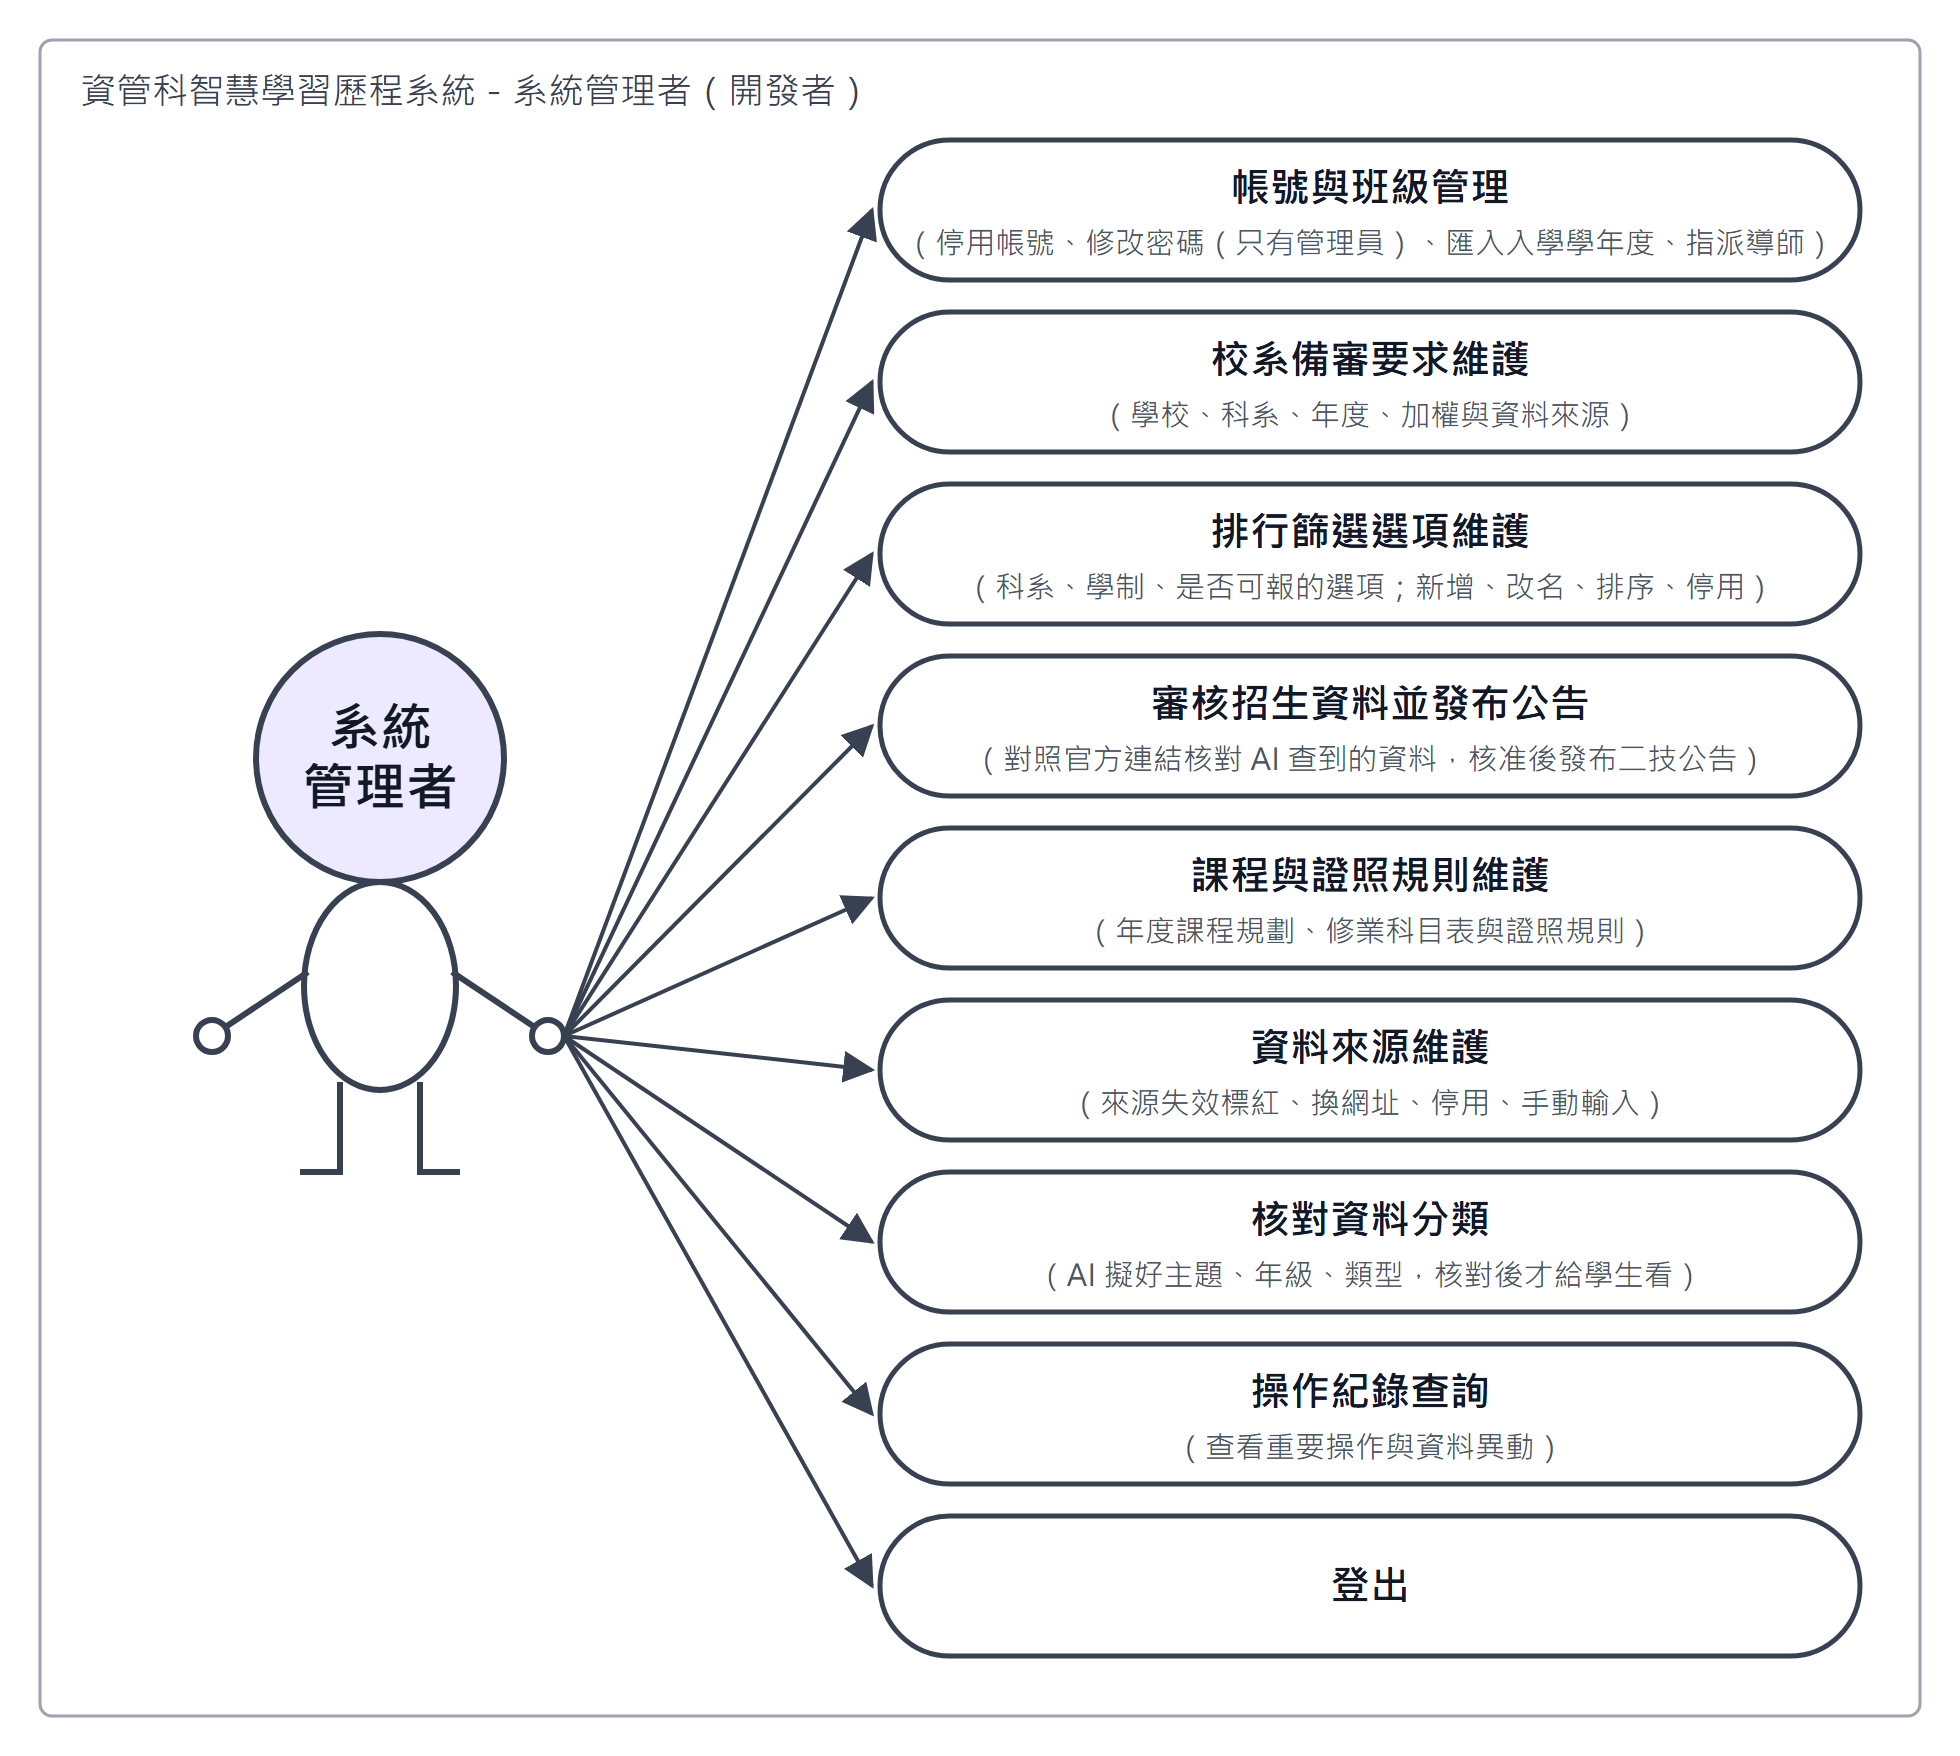 資管科智慧學習歷程系統 - 系統管理者 ( 開發者 )
帳號與班級管理
( 停用帳號、修改密碼 ( 只有管理員 ) 、匯入入學學年度、指派導師 )
校系備審要求維護
( 學校、科系、年度、加權與資料來源 )
排行篩選選項維護
( 科系、學制、是否可報的選項；新增、改名、排序、停用 )
系統
管理者
審核招生資料並發布公告
( 對照官方連結核對 AI 查到的資料，核准後發布二技公告 )
課程與證照規則維護
( 年度課程規劃、修業科目表與證照規則 )
資料來源維護
( 來源失效標紅、換網址、停用、手動輸入 )
核對資料分類
( AI 擬好主題、年級、類型，核對後才給學生看 )
操作紀錄查詢
( 查看重要操作與資料異動 )
登出